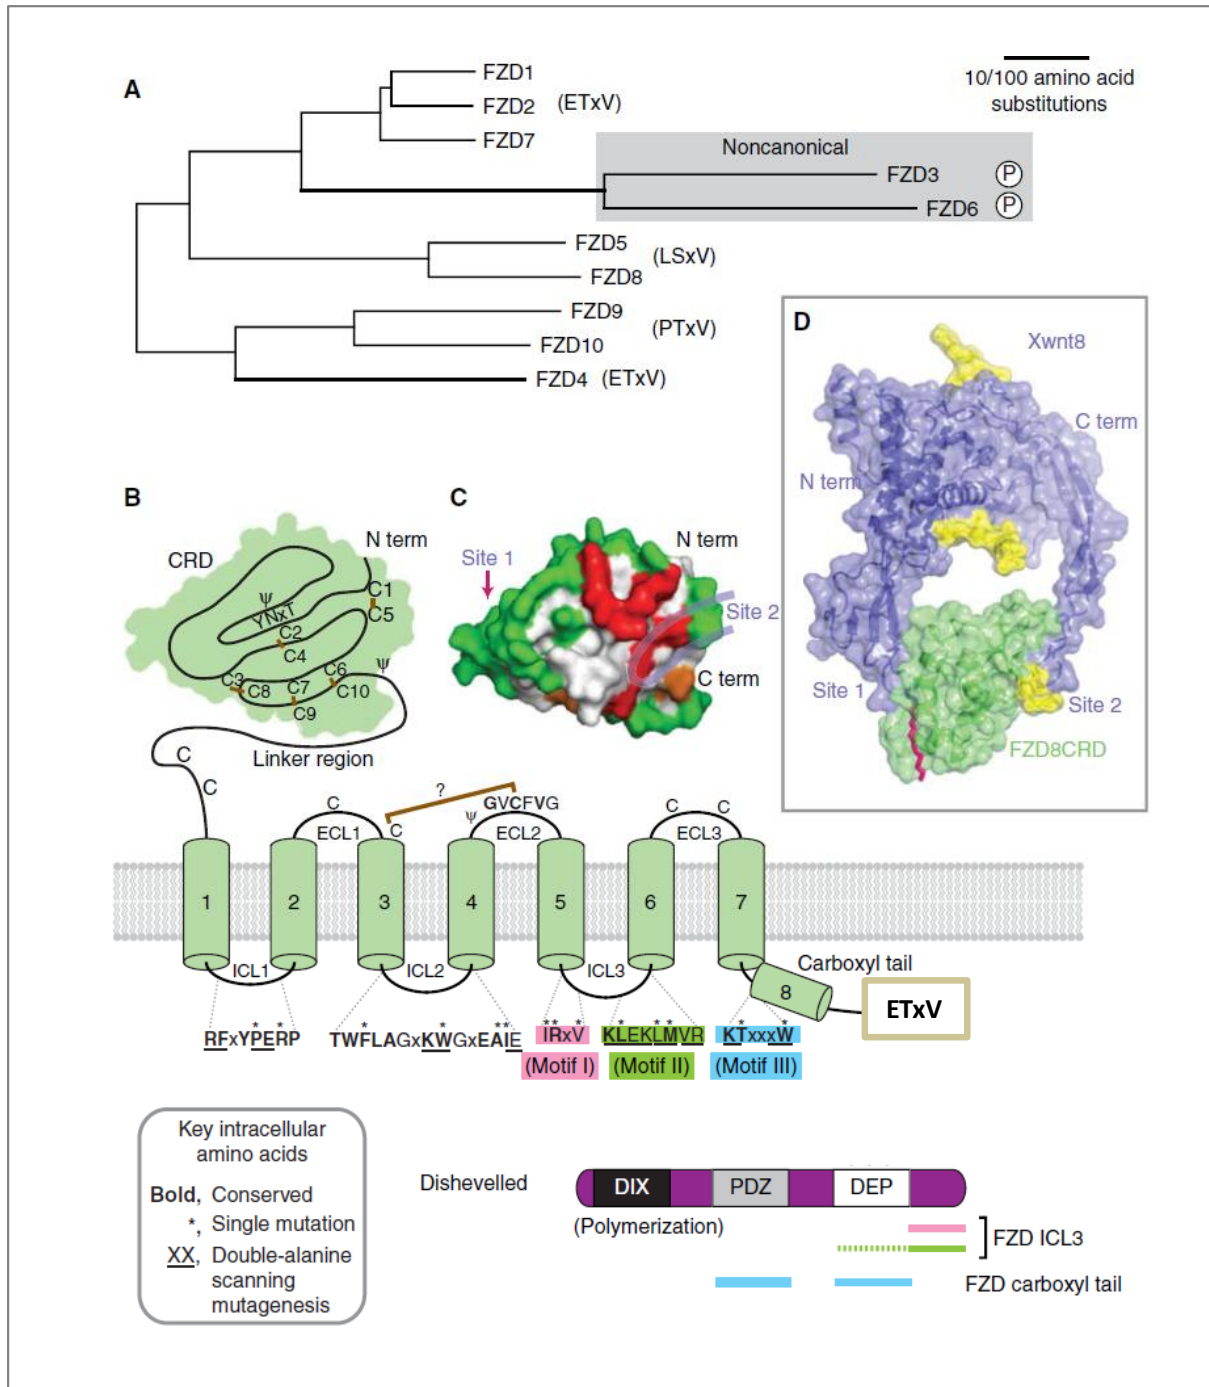 A
FZD1
FZD2
(ETxV)
FZD7
10/100 amino acid
substitutions
Noncanonical
FZD3
P
FZD6
P
FZD5
(LSxV)
FZD8
FZD9
(PTxV)
FZD10
FZD4 (ETxV)
B
CRD
N term
ψ
YNxT
C1
C5
C2
C4
C3
C8
C7
C9
C6
C10
ψ
Linker region
C
C
C
Site 1
N term
Site 2
C term
D
Xwnt8
C term
N term
Site 1
Site 2
FZD8CRD
C
ECL1
C
?
ψ
GVCFVG
ECL2
C C
ECL3
1 2 3 4 5 6 7
ICL1
ICL2
ICL3
Carboxyl tail
8
ETxV
* *
RFxYPERP
* * **
TWFLAGxKWGxEAIE
** *
IRxV
* **
KLEKLMVR
* *
KTxxxW
(Motif I)
(Motif II)
(Motif III)
Key intracellular
amino acids
Bold, Conserved
*, Single mutation
XX, Double-alanine
scanning
mutagenesis
Dishevelled
DIX
PDZ
DEP
(Polymerization)
FZD ICL3
FZD carboxyl tail